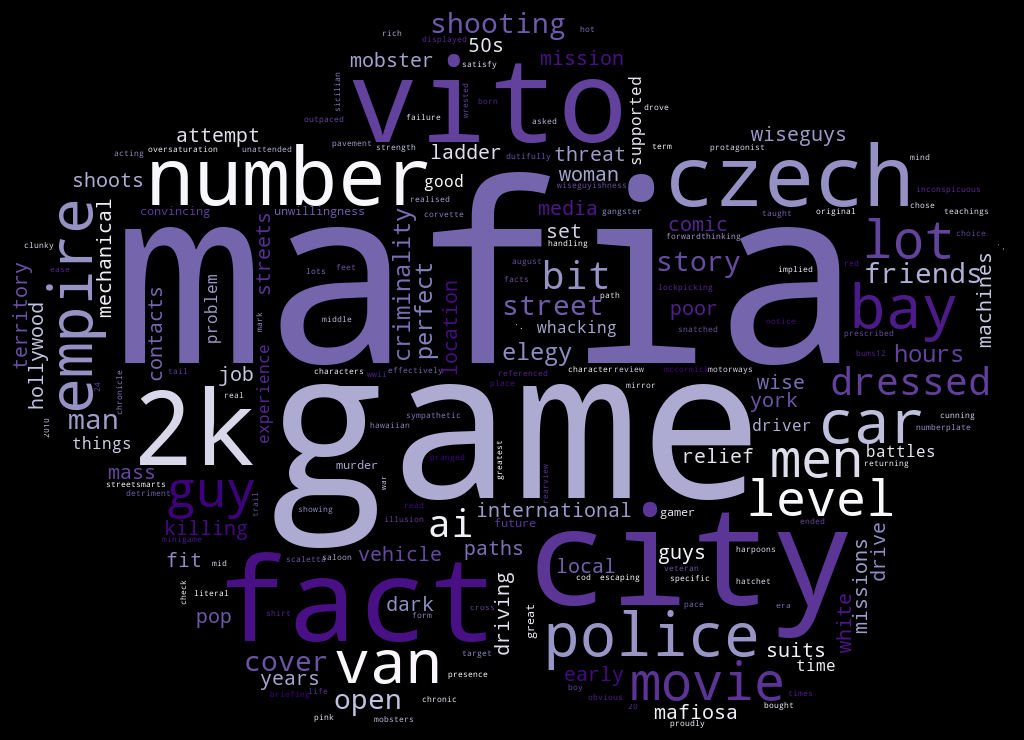 rich
hot
displayed
shooting
50s
mobster
satisfy
mission
sicilian
vito
wrested
born
supported
drove
outpaced
failure
asked
attempt
wiseguys
pavement
strength
term
protagonist
acting
oversaturation
unattended
ladder
dutifully
threat
mind
number
czech
shoots
good
woman
wiseguyishness
inconspicuous
realised
media
gangster
taught
original
chose
teachings
convincing
unwillingness
corvette
comic
empire
mechanical
streets
criminality
mafia
set
handling
forwardthinking
lot
choice
clunky
territory
ease
lots
feet
perfect
facts
august
story
implied
red
friends
machines
hollywood
contacts
problem
location
bit
path
lockpicking
poor
bay
mark
middle
street
whacking
snatched
notice
prescribed
bums12
elegy
hours
tail
job
characters
wwii
effectively
referenced
character
review
mccormick
motorways
24
chronicle
real
experience
place
mirror
wise
dressed
2010
man
things
2k
game
sympathetic
hawaiian
york
driver
car
cunning
numberplate
murder
pranged
greatest
relief
men
battles
returning
mass
streetsmarts
detriment
guy
trail
showing
war
read
rearview
level
killing
minigame
illusion
ai
international
future
gamer
ended
fit
mid
fact
scaletta
saloon
vehicle
paths
city
local
guys
harpoons
drive
missions
veteran
cod
escaping
specific
hatchet
check
literal
pop
shirt
dark
form
cross
driving
great
pace
era
white
cover
van
target
presence
police
suits
time
years
briefing
life
open
chronic
early
boy
obvious
movie
20
times
bought
mafiosa
pink
mobsters
proudly